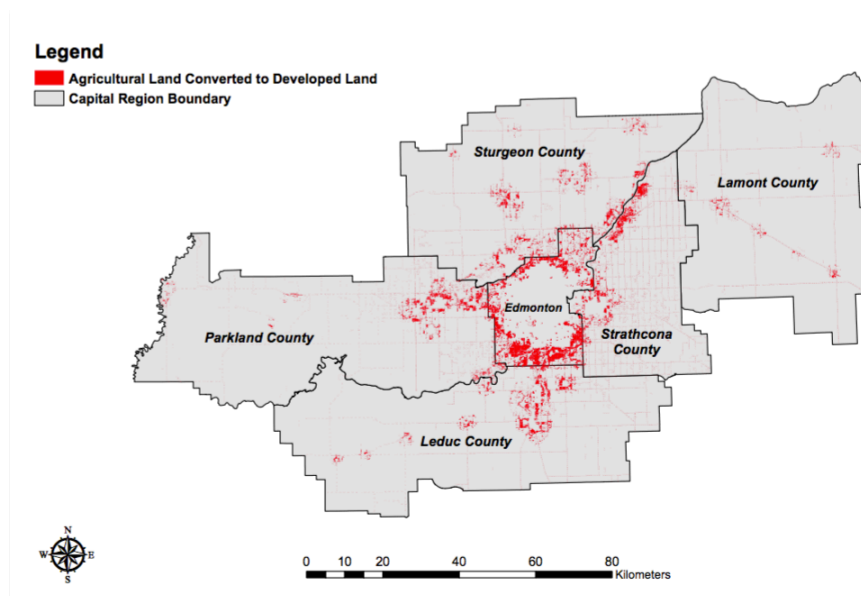 Legend
Agricultural Land Converted to Developed Land
Capital Region Boundary
Sturgeon County
Lamont County
Edmonton
Parkland County
Strathcona
County
Leduc County
N
W E
S
0 10 20 40 60 80
Kilometers